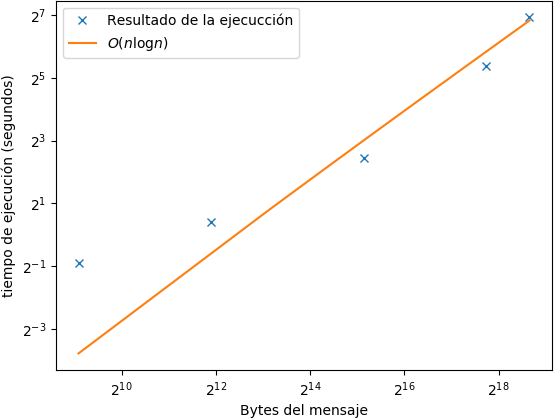 Resultado de la ejecucción
O(nlogn)
2^7
2^5
2^3
2^1
2^-1
2^-3
tiempo de ejecución (segundos)
2^10 2^12 2^14 2^16 2^18
Bytes del mensaje